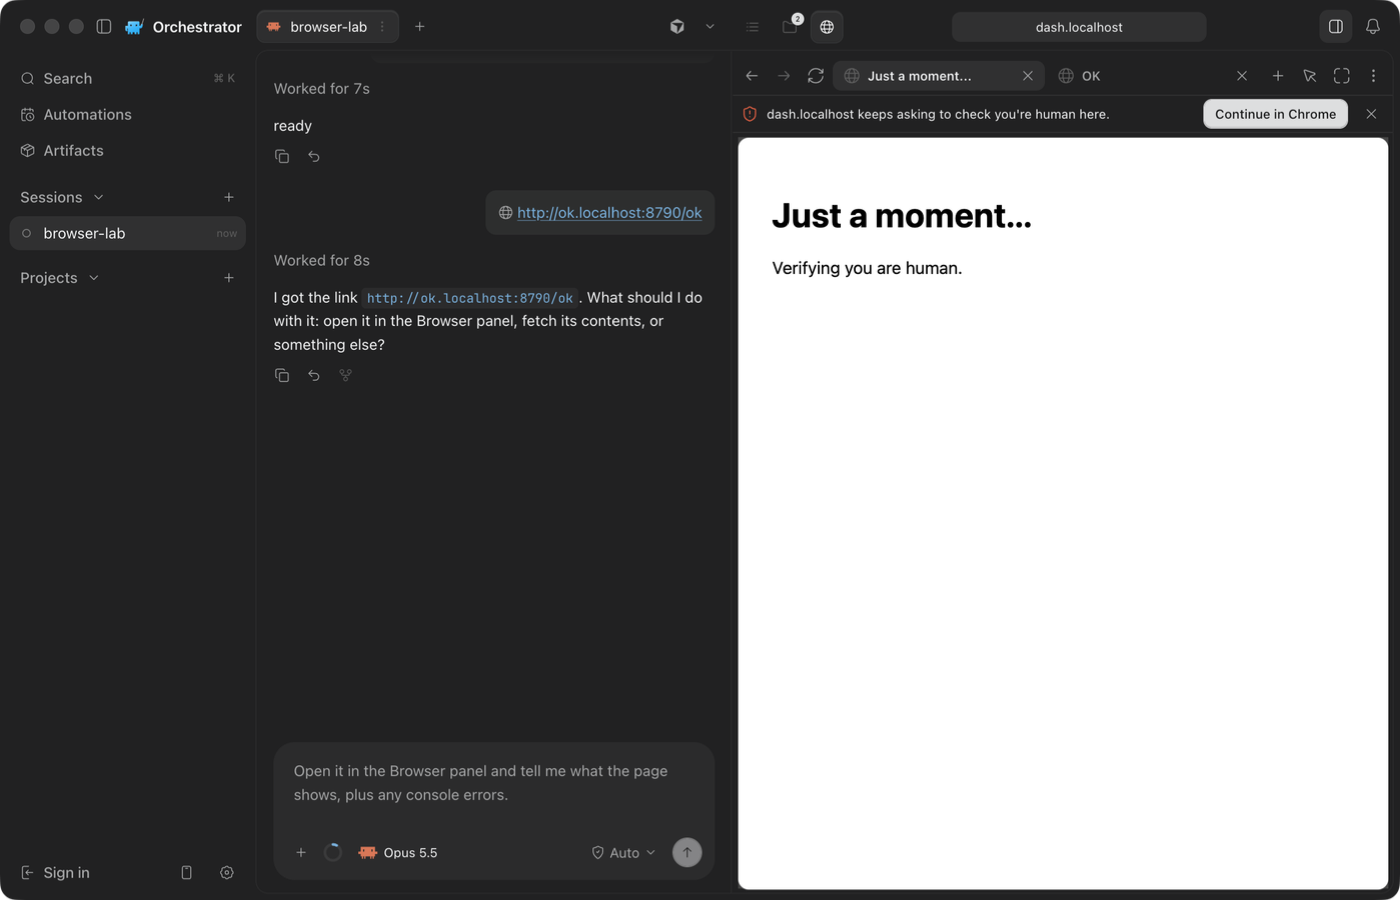 Orchestrator
browser-lab
2
dash.localhost
Search
⌘ K
Automations
Artifacts
Sessions
browser-lab
now
Projects
Sign in
Worked for 7s
ready
http://ok.localhost:8790/ok
Worked for 8s
I got the link http://ok.localhost:8790/ok. What should I do
with it: open it in the Browser panel, fetch its contents, or
something else?
Open it in the Browser panel and tell me what the page
shows, plus any console errors.
Opus 5.5
Auto
Just a moment...
OK
dash.localhost keeps asking to check you're human here.
Continue in Chrome
Just a moment...
Verifying you are human.